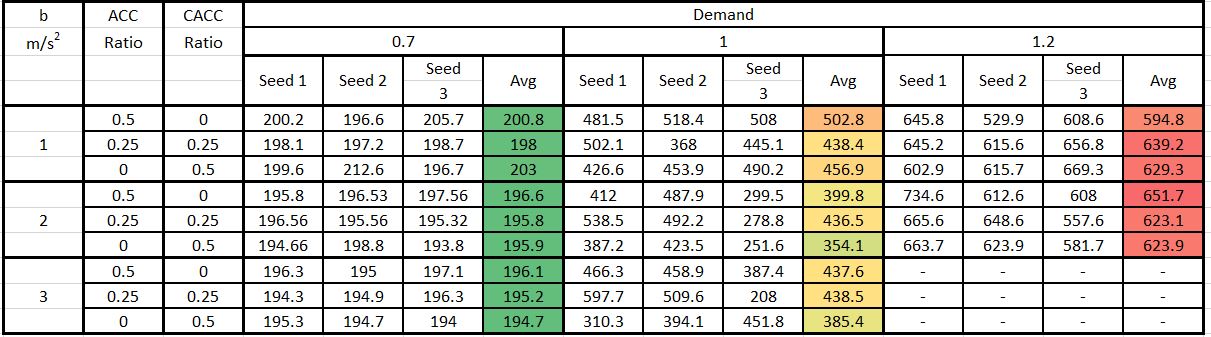 b ACC CACC Demand
m/s² Ratio Ratio 0.7 1 1.2
Seed 1 Seed 2 Seed 3 Avg Seed 1 Seed 2 Seed 3 Avg Seed 1 Seed 2 Seed 3 Avg
0.5 0 200.2 196.6 205.7 200.8 481.5 518.4 508 502.8 645.8 529.9 608.6 594.8
1 0.25 0.25 198.1 197.2 198.7 198 502.1 368 445.1 438.4 645.2 615.6 656.8 639.2
0 0.5 199.6 212.6 196.7 203 426.6 453.9 490.2 456.9 602.9 615.7 669.3 629.3
0.5 0 195.8 196.53 197.56 196.6 412 487.9 299.5 399.8 734.6 612.6 608 651.7
2 0.25 0.25 196.56 195.56 195.32 195.8 538.5 492.2 278.8 436.5 665.6 648.6 557.6 623.1
0 0.5 194.66 198.8 193.8 195.9 387.2 423.5 251.6 354.1 663.7 623.9 581.7 623.9
0.5 0 196.3 195 197.1 196.1 466.3 458.9 387.4 437.6 - - - -
3 0.25 0.25 194.3 194.9 196.3 195.2 597.7 509.6 208 438.5 - - - -
0 0.5 195.3 194.7 194 194.7 310.3 394.1 451.8 385.4 - - - -